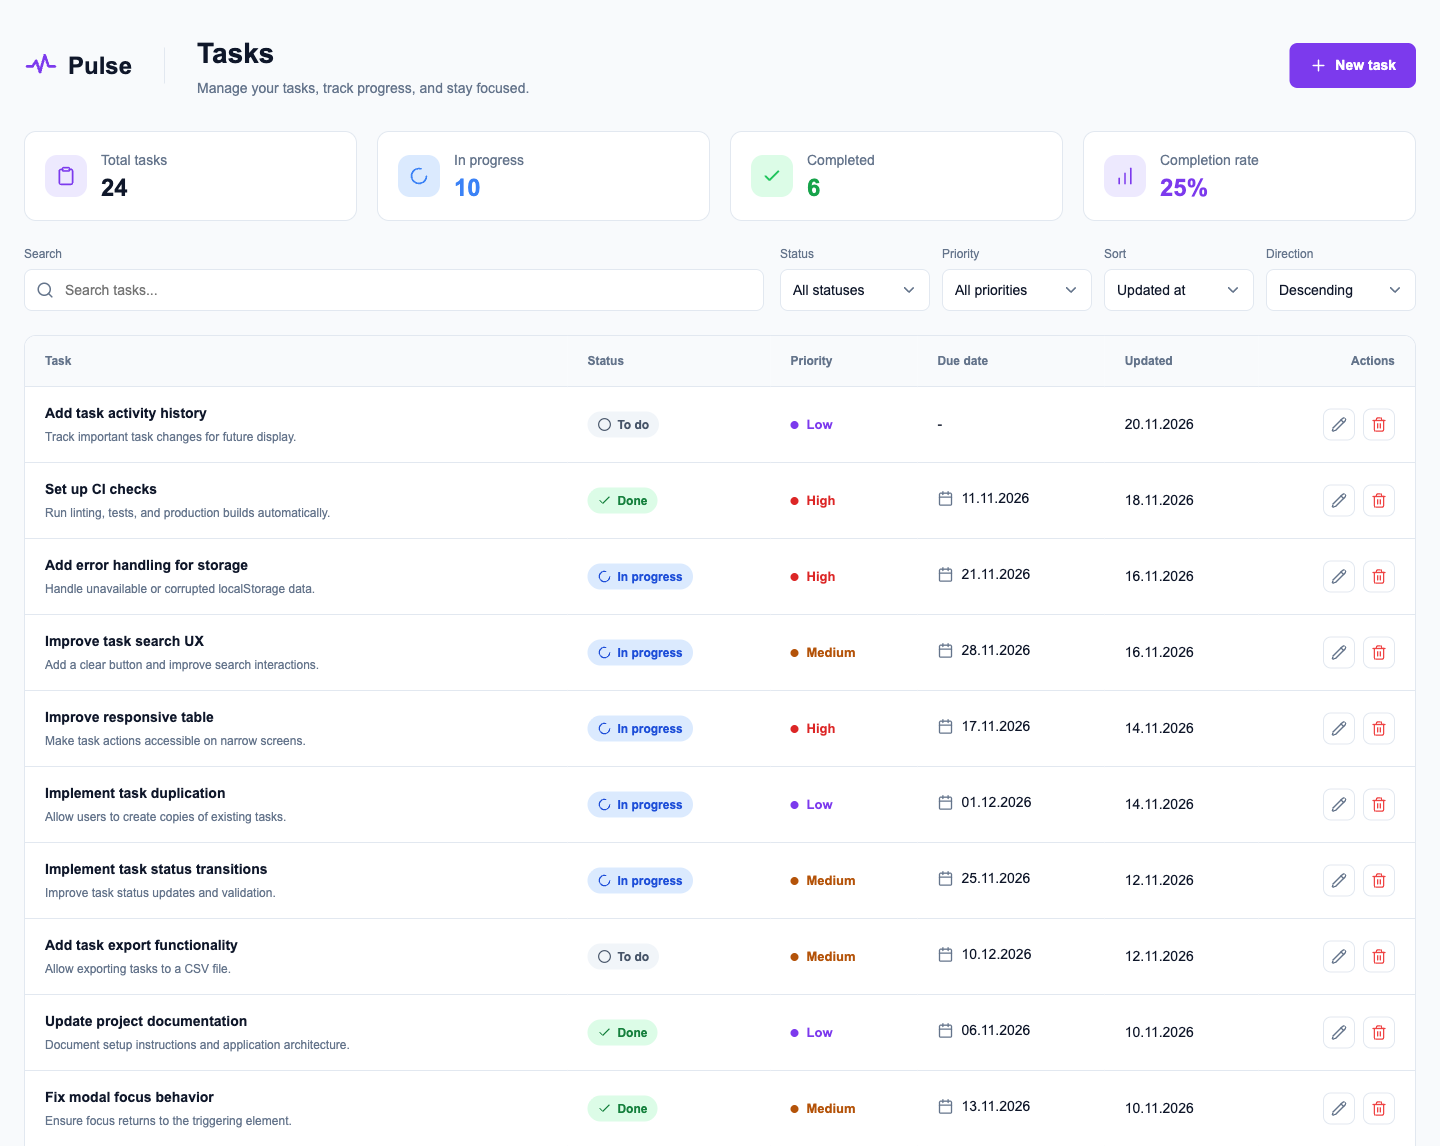 Pulse
Tasks
Manage your tasks, track progress, and stay focused.
New task
Total tasks
24
In progress
10
Completed
6
Completion rate
25%
Search
Search tasks...
Status
All statuses
Priority
All priorities
Sort
Updated at
Direction
Descending
Task Status Priority Due date Updated Actions
Add task activity history
Track important task changes for future display.
To do Low - 20.11.2026
Set up CI checks
Run linting, tests, and production builds automatically.
Done High 11.11.2026 18.11.2026
Add error handling for storage
Handle unavailable or corrupted localStorage data.
In progress High 21.11.2026 16.11.2026
Improve task search UX
Add a clear button and improve search interactions.
In progress Medium 28.11.2026 16.11.2026
Improve responsive table
Make task actions accessible on narrow screens.
In progress High 17.11.2026 14.11.2026
Implement task duplication
Allow users to create copies of existing tasks.
In progress Low 01.12.2026 14.11.2026
Implement task status transitions
Improve task status updates and validation.
In progress Medium 25.11.2026 12.11.2026
Add task export functionality
Allow exporting tasks to a CSV file.
To do Medium 10.12.2026 12.11.2026
Update project documentation
Document setup instructions and application architecture.
Done Low 06.11.2026 10.11.2026
Fix modal focus behavior
Ensure focus returns to the triggering element.
Done Medium 13.11.2026 10.11.2026